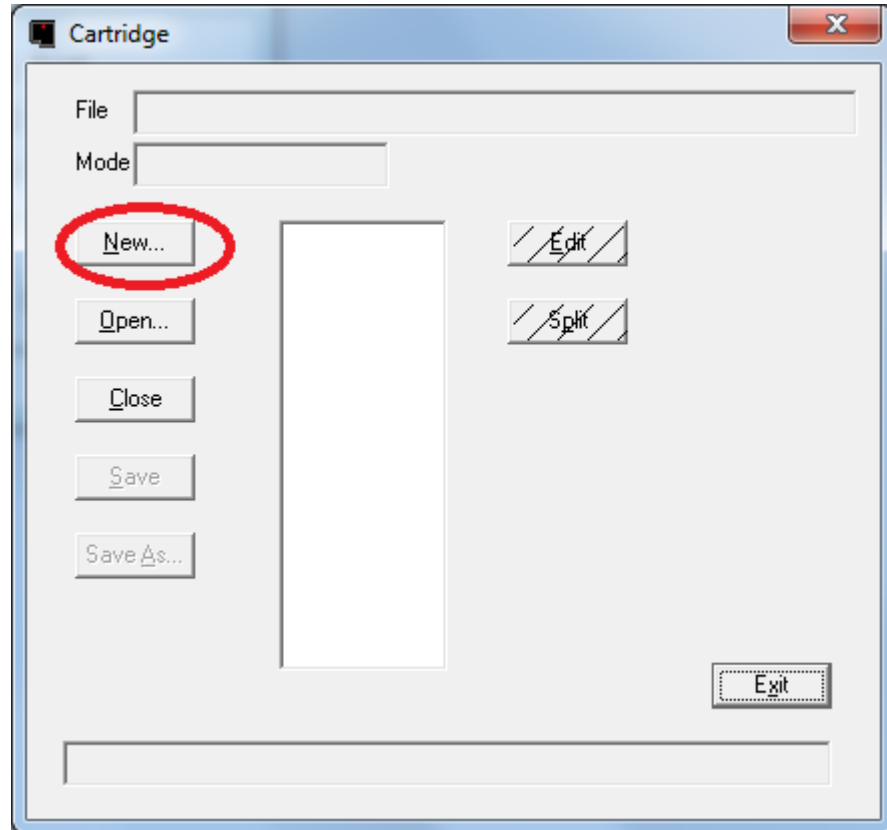 Cartridge
File
Mode
New...
Edit
Open...
Split
Close
Save
Save As...
Exit